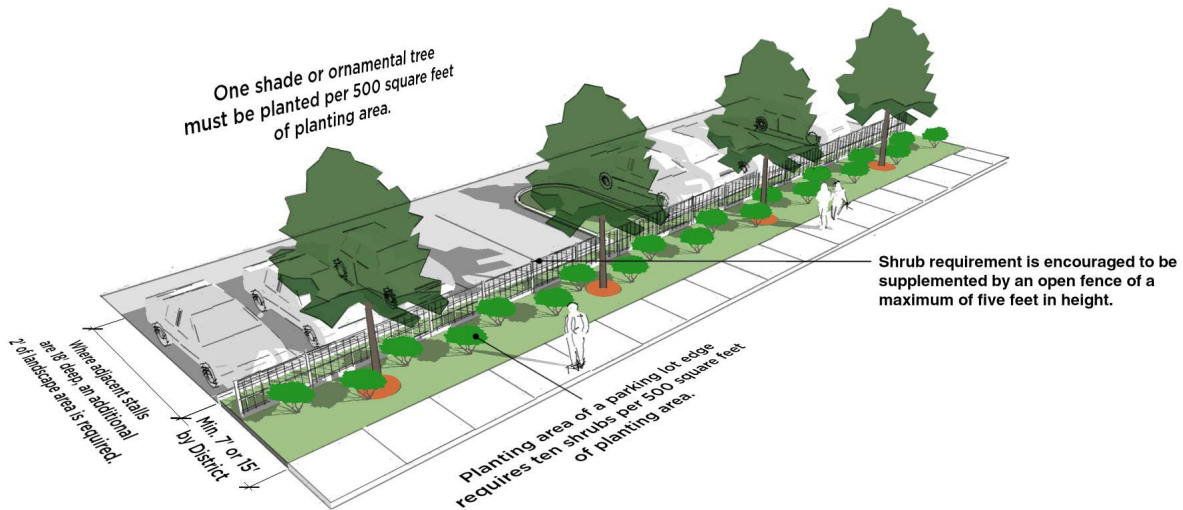 One shade or ornamental tree
must be planted per 500 square feet
of planting area.
Shrub requirement is encouraged to be
supplemented by an open fence of a
maximum of five feet in height.
Where adjacent stalls
are 18' deep, an additional
2' of landscape area is required.
Min. 7' or 15'
by District
Planting area of a parking lot edge
requires ten shrubs per 500 square feet
of planting area.